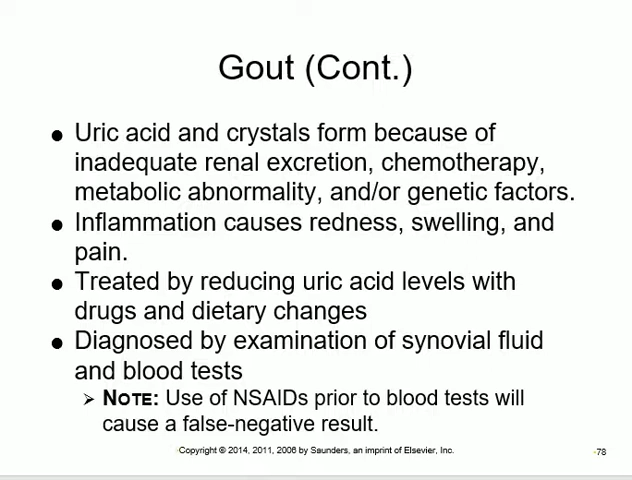 Gout (Cont.)
● Uric acid and crystals form because of
inadequate renal excretion, chemotherapy,
metabolic abnormality, and/or genetic factors.
● Inflammation causes redness, swelling, and
pain.
● Treated by reducing uric acid levels with
drugs and dietary changes
● Diagnosed by examination of synovial fluid
and blood tests
➢ NOTE: Use of NSAIDs prior to blood tests will
cause a false-negative result.
Copyright © 2014, 2011, 2006 by Saunders, an imprint of Elsevier, Inc.
78